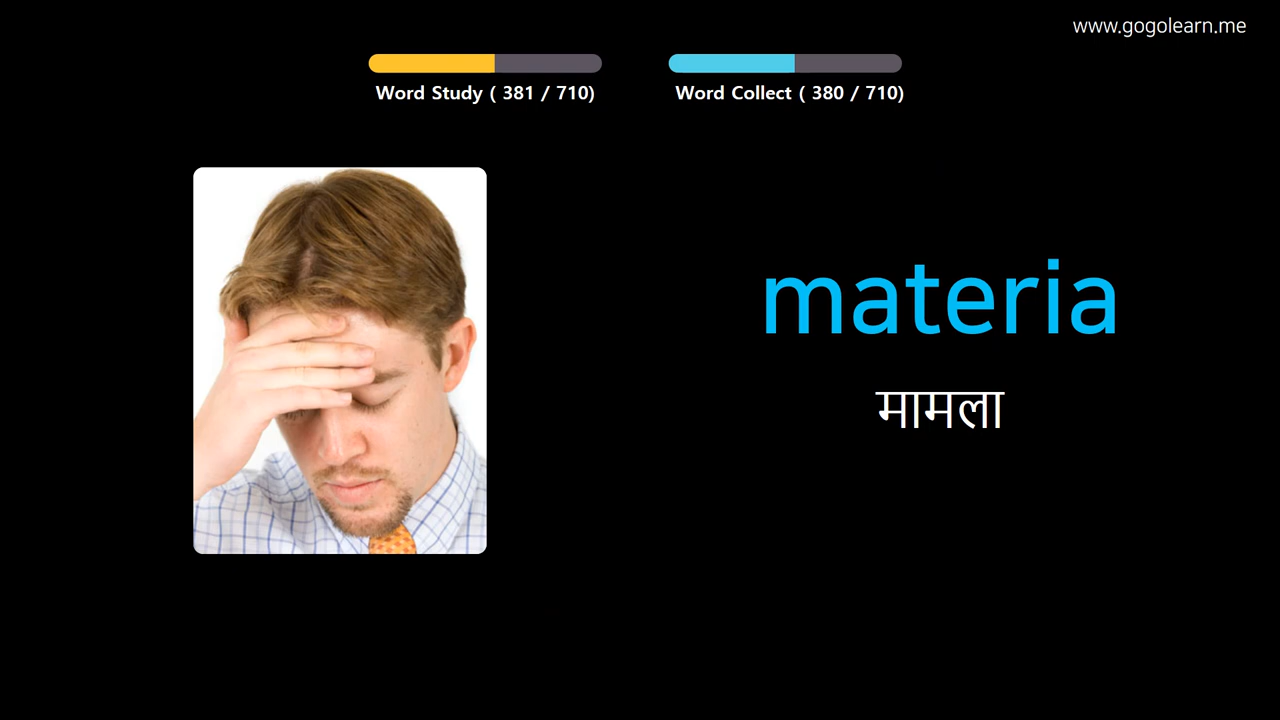 www.gogolearn.me
Word Study ( 381 / 710)
Word Collect ( 380 / 710)
materia
मामला